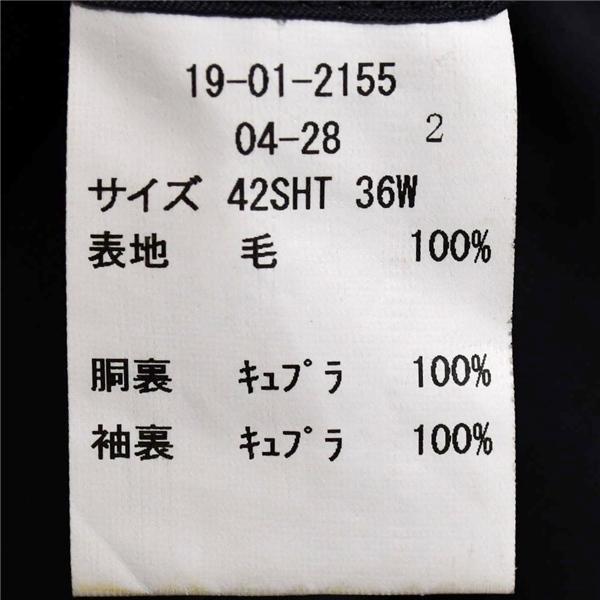 19-01-2155
04-28 2
サイズ 42SHT 36W
表地 毛 100%
胴裏 ｷｭﾌﾟﾗ 100%
袖裏 ｷｭﾌﾟﾗ 100%